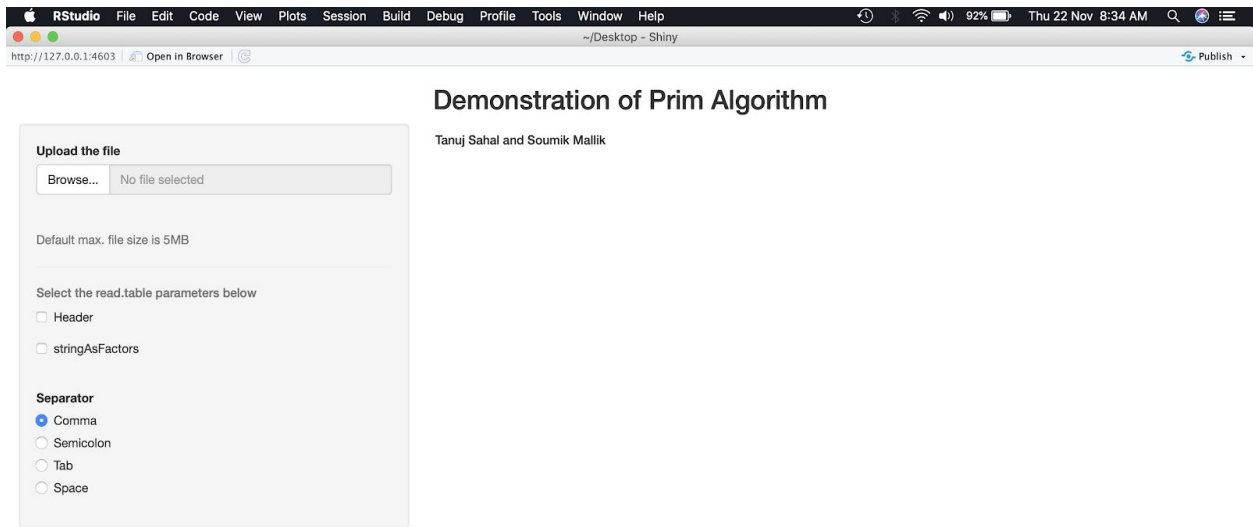 RStudio File Edit Code View Plots Session Build Debug Profile Tools Window Help 92% Thu 22 Nov 8:34 AM
~/Desktop - Shiny
http://127.0.0.1:4603 Open in Browser Publish
Demonstration of Prim Algorithm
Tanuj Sahal and Soumik Mallik
Upload the file
Browse... No file selected
Default max. file size is 5MB
Select the read.table parameters below
Header
stringAsFactors
Separator
Comma
Semicolon
Tab
Space